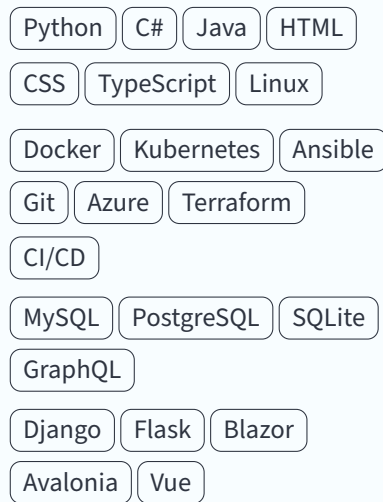 Python C# Java HTML
CSS TypeScript Linux
Docker Kubernetes Ansible
Git Azure Terraform
CI/CD
MySQL PostgreSQL SQLite
GraphQL
Django Flask Blazor
Avalonia Vue